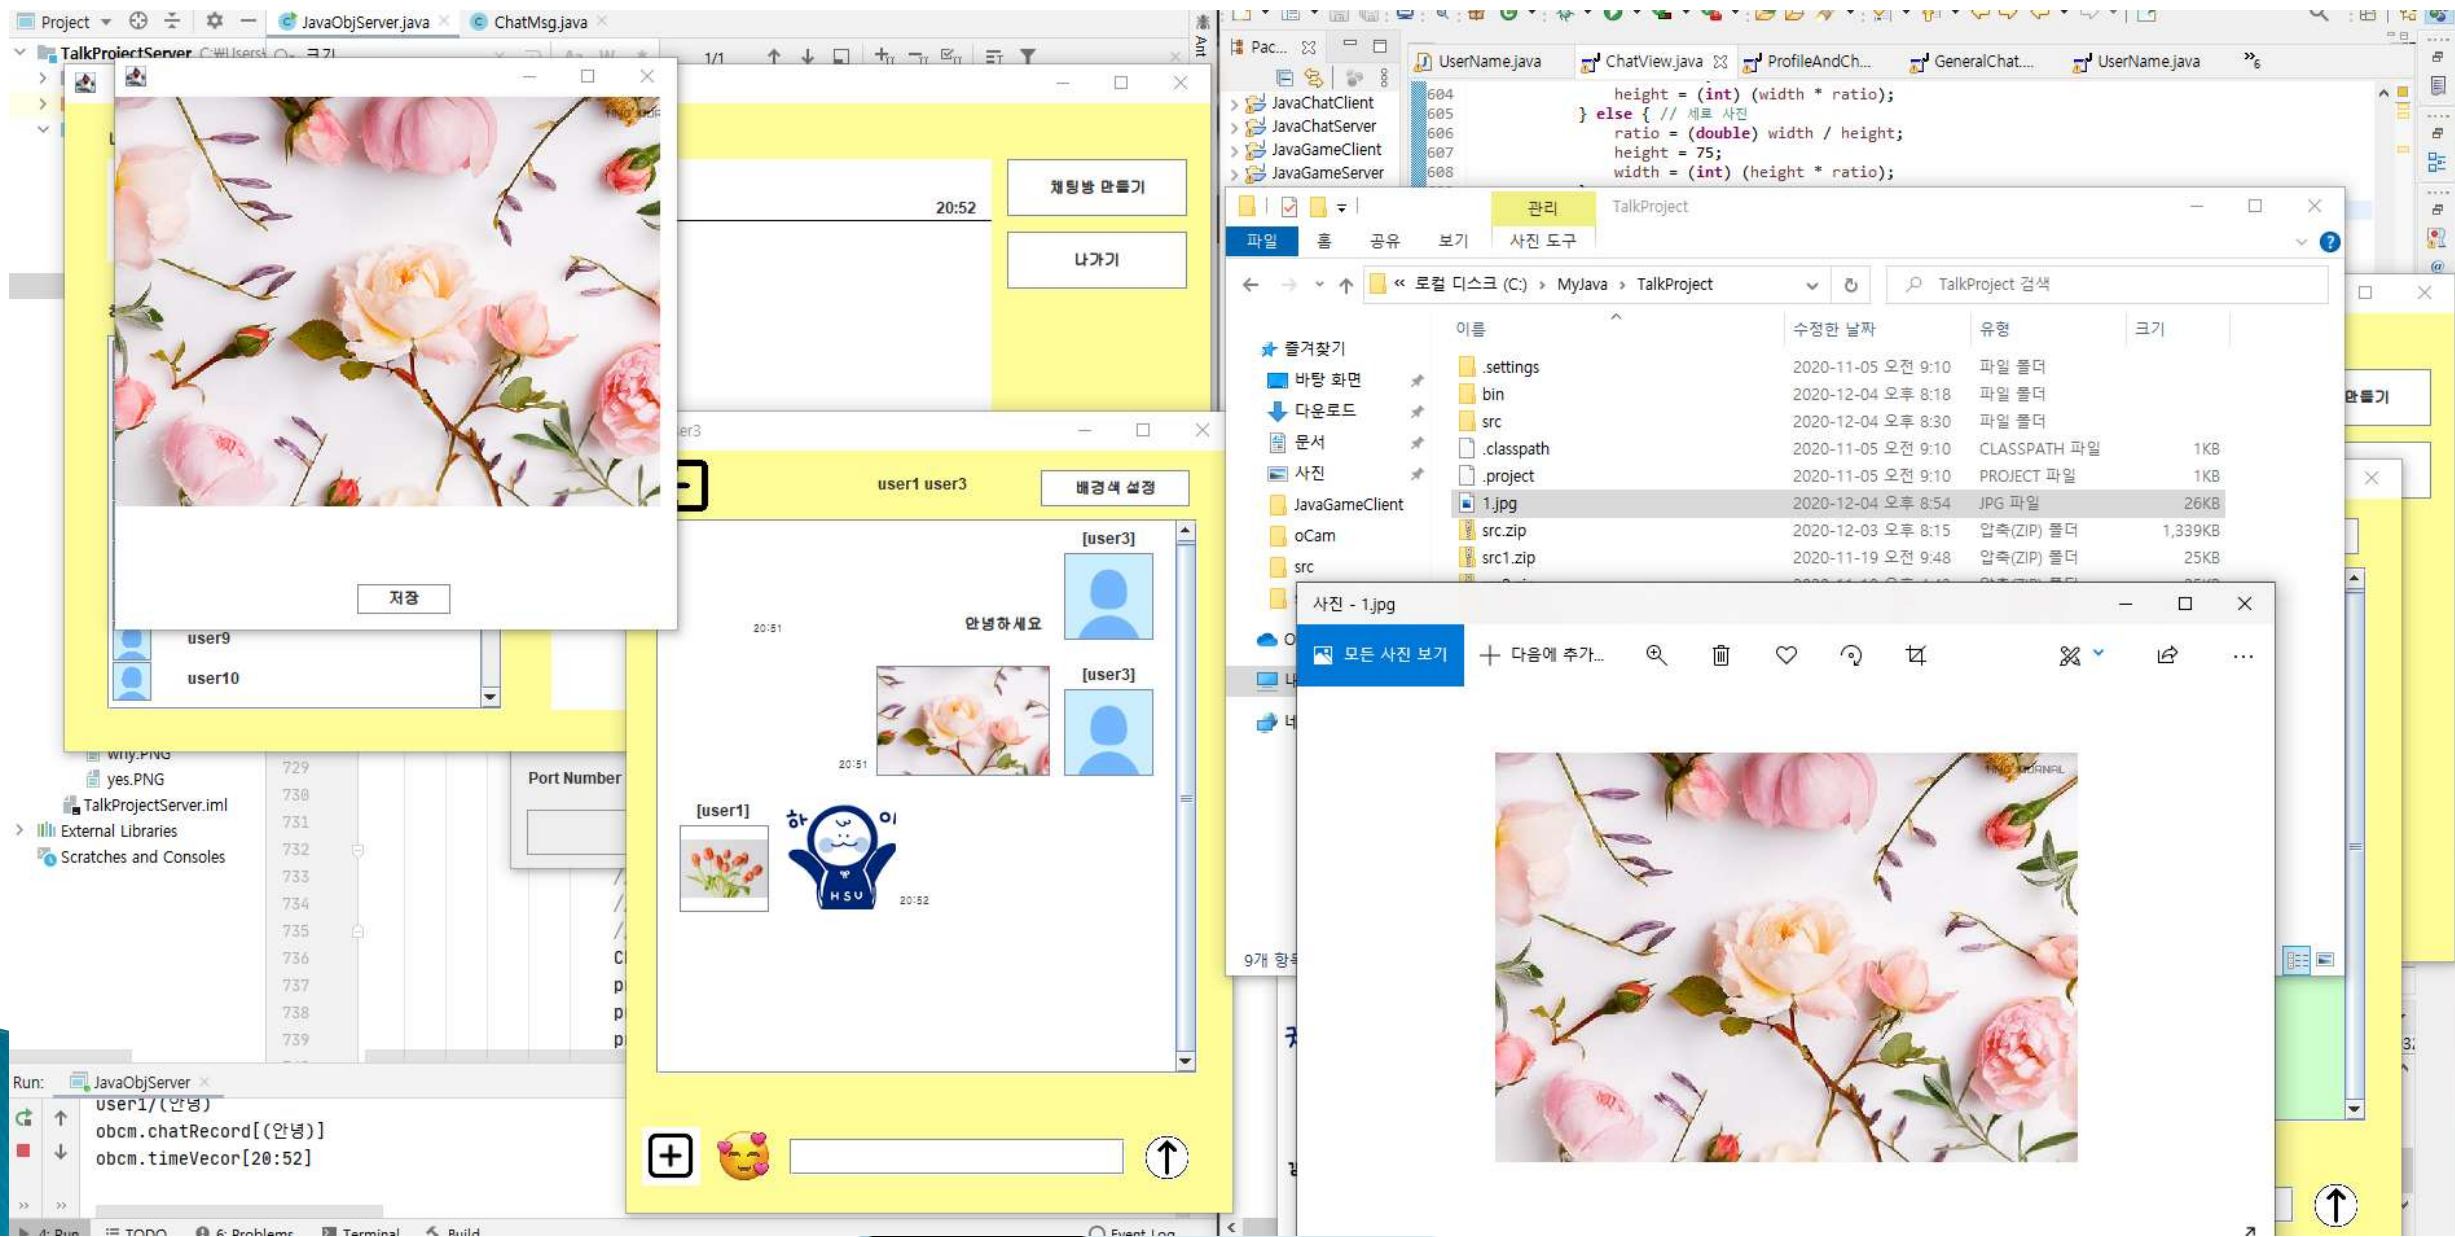 Project
JavaObjServer.java
ChatMsg.java
TalkProjectServer
1/1
Ant
저장
user9
user10
20:52
채팅방 만들기
나가기
user1 user3
배경색 설정
[user3]
안녕하세요
20:51
[user3]
20:51
[user1]
하이
HSU
20:52
yes.PNG
TalkProjectServer.iml
External Libraries
Scratches and Consoles
729
730
731
732
733
734
735
736
737
738
739
Port Number
Run: JavaObjServer
user1/(안녕)
obcm.chatRecord[(안녕)]
obcm.timeVecor[20:52]
4: Run
TODO
6: Problems
Terminal
Build
Event Log
Pac...
JavaChatClient
JavaChatServer
JavaGameClient
JavaGameServer
UserName.java
ChatView.java
ProfileAndCh...
GeneralChat....
UserName.java
604 height = (int) (width * ratio);
605 } else { // 세로 사진
606 ratio = (double) width / height;
607 height = 75;
608 width = (int) (height * ratio);
관리
TalkProject
파일 홈 공유 보기 사진 도구
« 로컬 디스크 (C:) › MyJava › TalkProject
TalkProject 검색
이름 수정한 날짜 유형 크기
즐겨찾기
바탕 화면
다운로드
문서
사진
JavaGameClient
oCam
src
.settings 2020-11-05 오전 9:10 파일 폴더
bin 2020-12-04 오후 8:18 파일 폴더
src 2020-12-04 오후 8:30 파일 폴더
.classpath 2020-11-05 오전 9:10 CLASSPATH 파일 1KB
.project 2020-11-05 오전 9:10 PROJECT 파일 1KB
1.jpg 2020-12-04 오후 8:54 JPG 파일 26KB
src.zip 2020-12-03 오후 8:15 압축(ZIP) 폴더 1,339KB
src1.zip 2020-11-19 오전 9:48 압축(ZIP) 폴더 25KB
만들기
사진 - 1.jpg
모든 사진 보기
다음에 추가...
9개